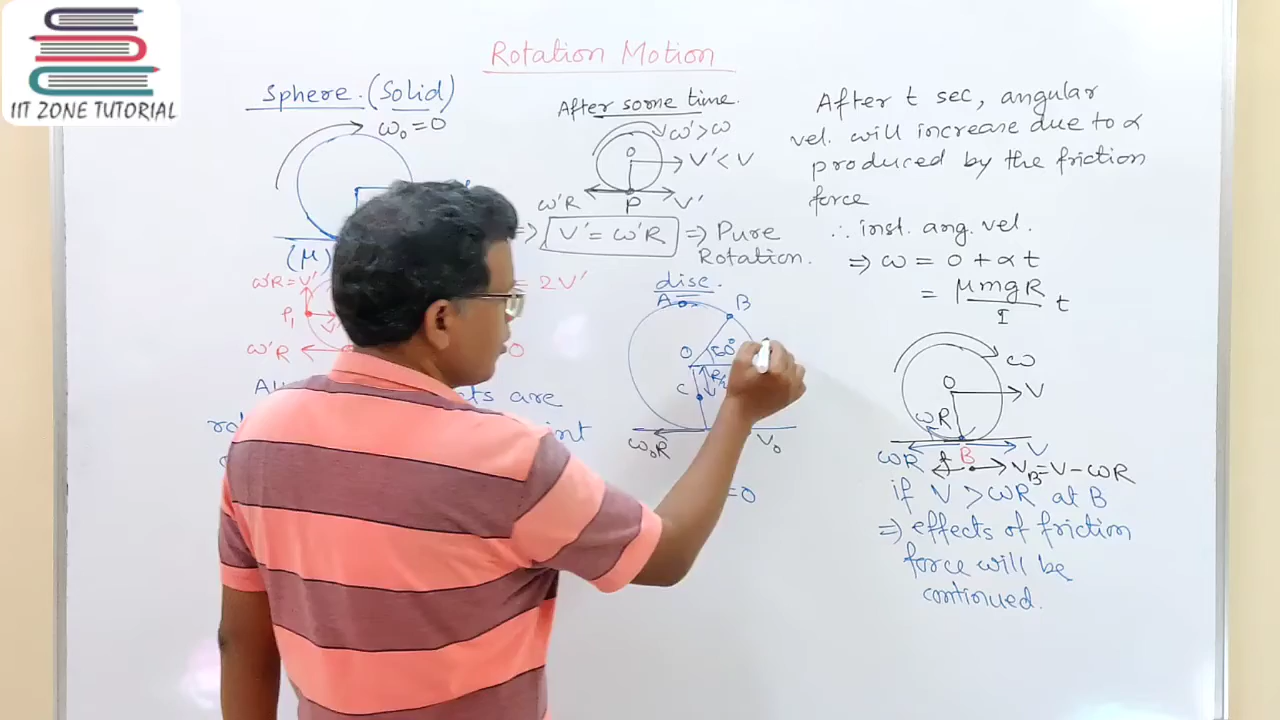 IIT ZONE TUTORIAL
Rotation Motion
Sphere. (Solid)
ω₀ = 0
(μ)
ω'R = V'
P₁
ω'R
= 2V'
After some time.
ω' > ω
O
V' < V
ω'R
P
V'
⇒ V' = ω'R ⇒ Pure
Rotation.
disc.
A
B
O
60°
C
ω₀R
V₀
= 0
are
After t sec, angular
vel. will increase due to α
produced by the friction
force
∴ inst. ang. vel.
⇒ ω = 0 + αt
= μmgR/I t
ω
O
V
ωR
ωR
V
f
B
V_B = V - ωR
if V > ωR at B
⇒ effects of friction
force will be
continued.